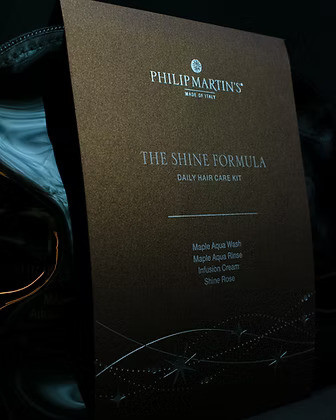 PHILIP MARTIN'S
MADE OF ITALY
THE SHINE FORMULA
DAILY HAIR CARE KIT
Maple Aqua Wash
Maple Aqua Rinse
Infusion Cream
Shine Rose